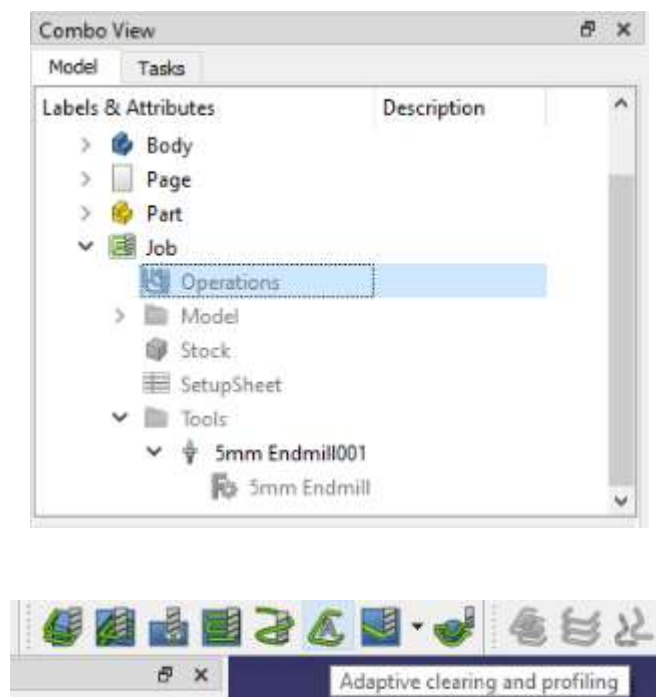 Combo View
Model Tasks
Labels & Attributes Description
Body
Page
Part
Job
Operations
Model
Stock
SetupSheet
Tools
5mm Endmill001
5mm Endmill
Adaptive clearing and profiling